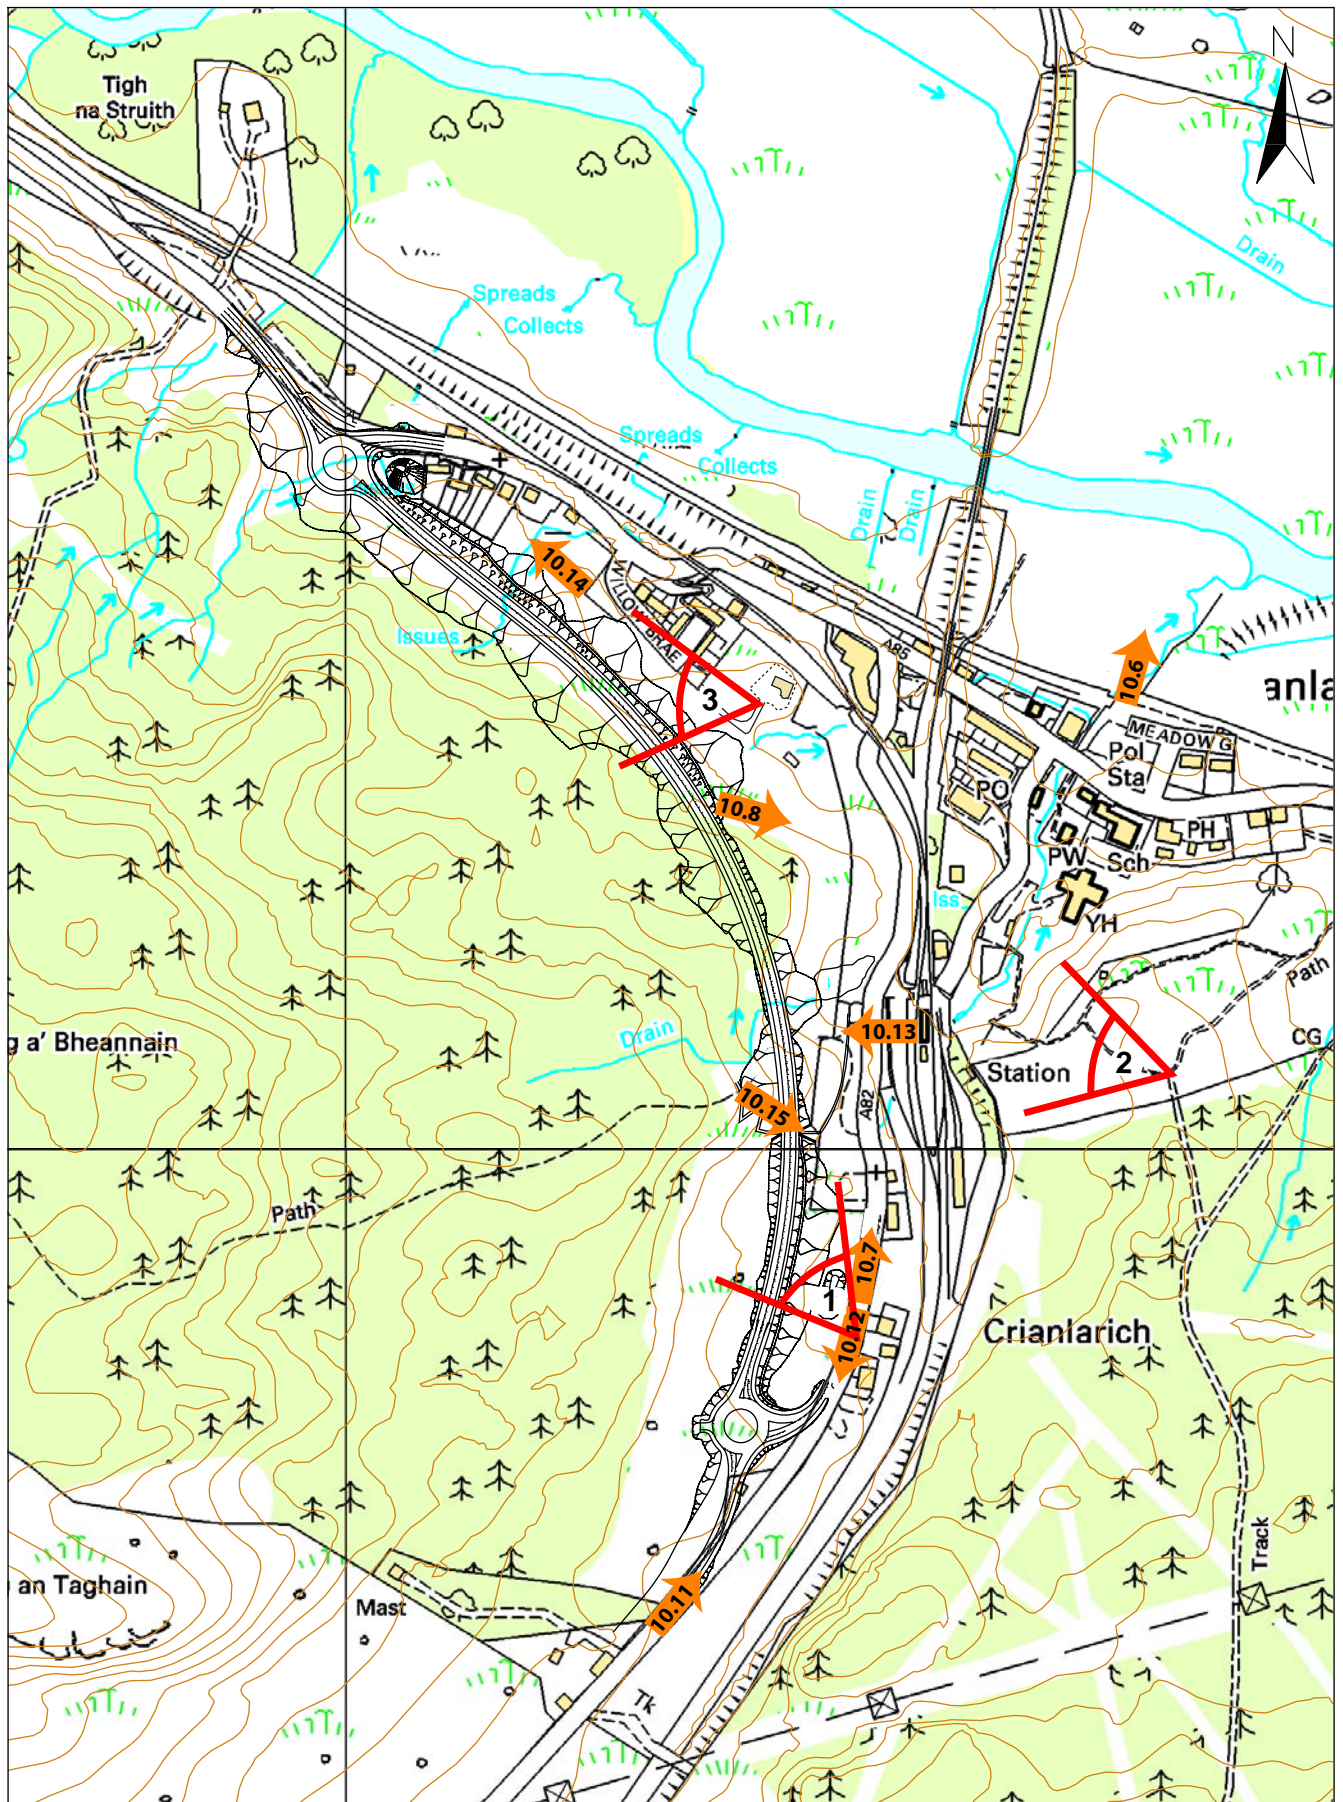 N
Tigh
na Struith
Drain
Spreads
Collects
Spreads
Collects
Drain
Drain
10.14
WILLOW BRAE
Issues
A85
10.6
anla
3
MEADOW G
Pol
Sta
PO
10.8
PH
PW
Sch
Iss
YH
Path
g a' Bheannain
Drain
10.13
CG
Station
2
10.15
A82
Path
10.7
1
10.12
Crianlarich
Track
an Taghain
Mast
10.11
Tk